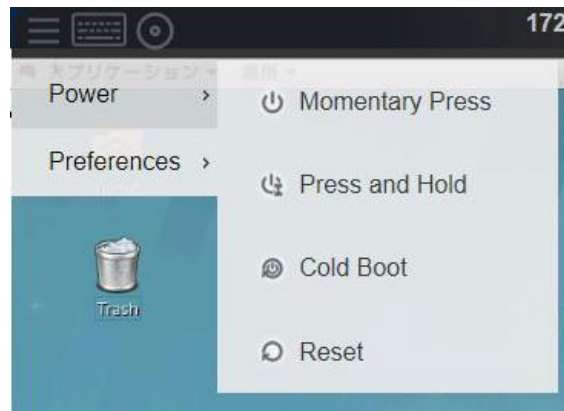 172
アプリケーション
Power >
Momentary Press
Preferences >
Press and Hold
Cold Boot
Trash
Reset